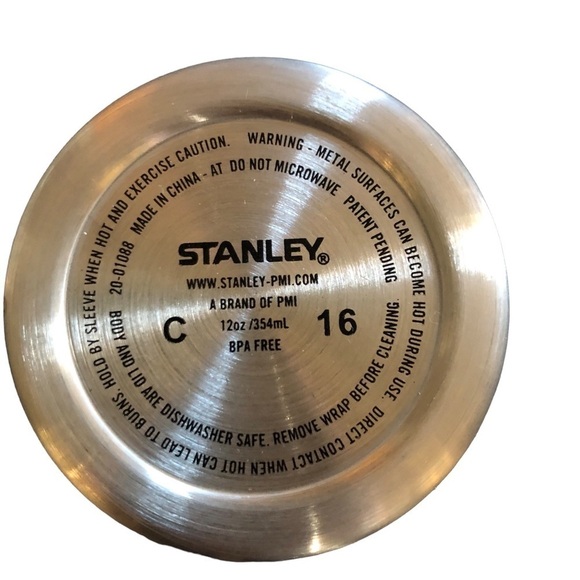 WARNING - METAL SURFACES CAN BECOME HOT DURING USE. DIRECT CONTACT WHEN HOT CAN LEAD TO BURNS. HOLD BY SLEEVE WHEN HOT AND EXERCISE CAUTION.
20-01088 MADE IN CHINA - AT DO NOT MICROWAVE PATENT PENDING
BODY AND LID ARE DISHWASHER SAFE. REMOVE WRAP BEFORE CLEANING.
STANLEY®
WWW.STANLEY-PMI.COM
A BRAND OF PMI
C 12oz /354mL 16
BPA FREE